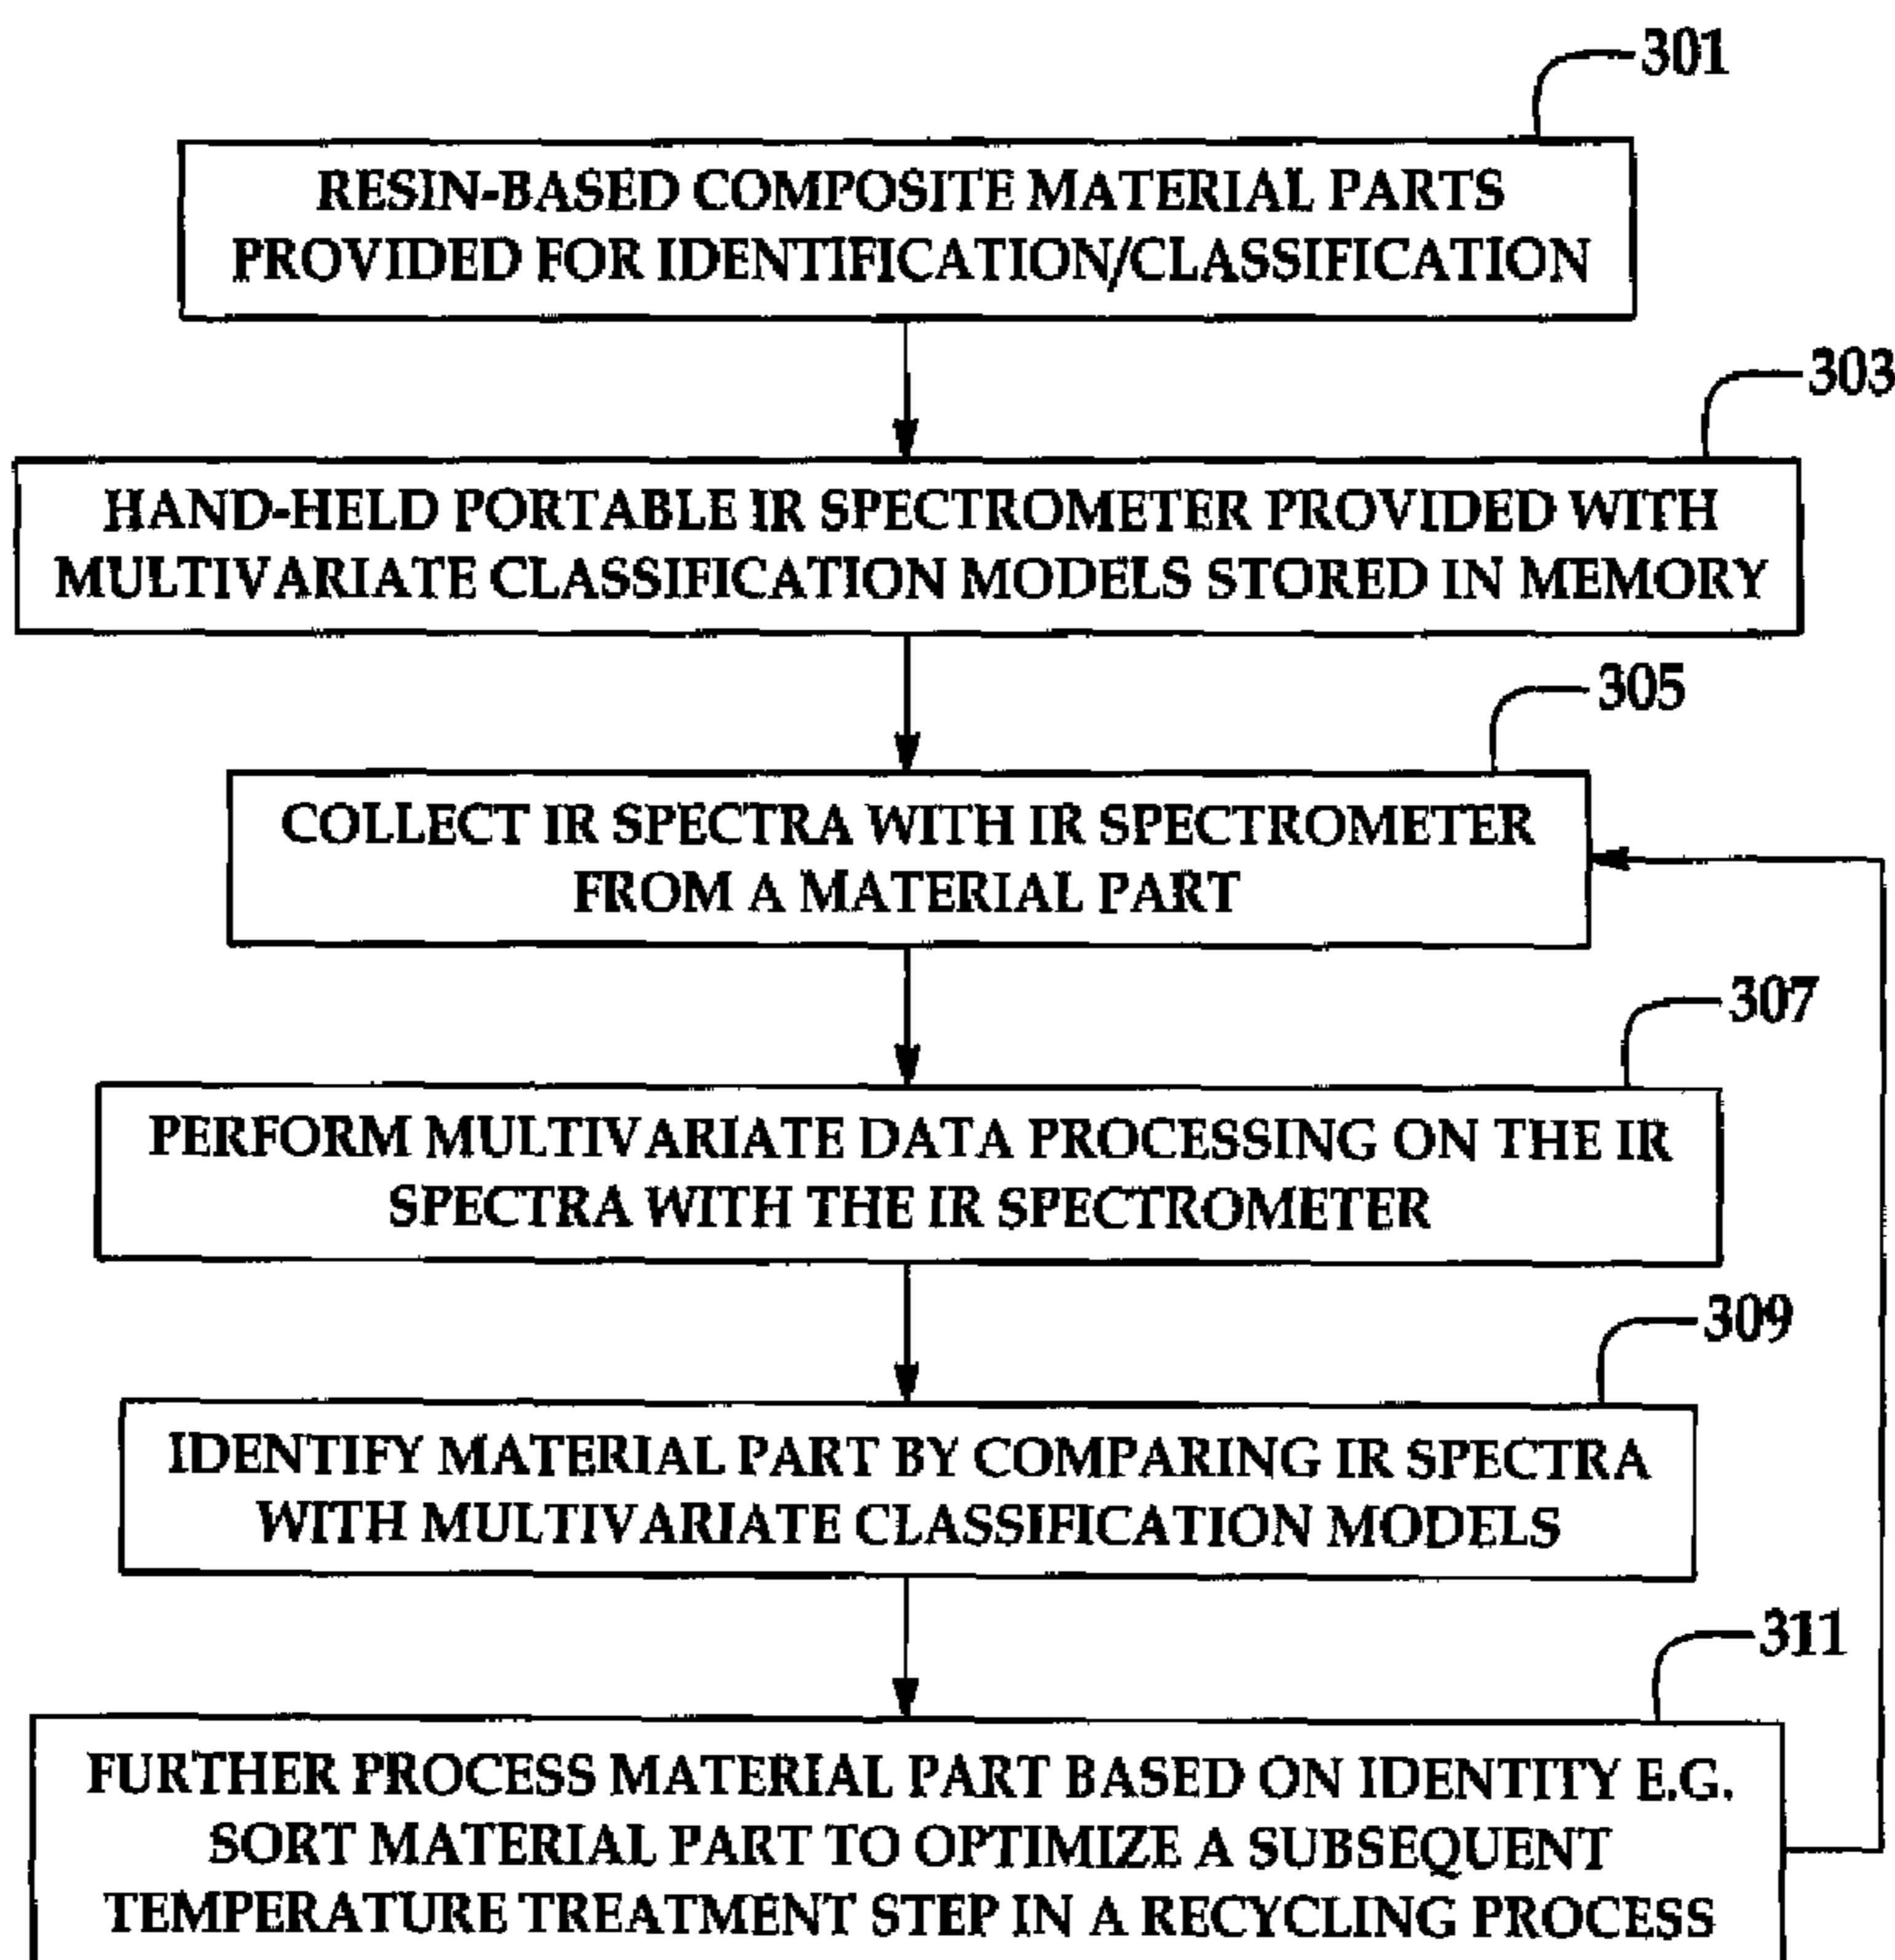 301
RESIN-BASED COMPOSITE MATERIAL PARTS
PROVIDED FOR IDENTIFICATION/CLASSIFICATION
303
HAND-HELD PORTABLE IR SPECTROMETER PROVIDED WITH
MULTIVARIATE CLASSIFICATION MODELS STORED IN MEMORY
305
COLLECT IR SPECTRA WITH IR SPECTROMETER
FROM A MATERIAL PART
307
PERFORM MULTIVARIATE DATA PROCESSING ON THE IR
SPECTRA WITH THE IR SPECTROMETER
309
IDENTIFY MATERIAL PART BY COMPARING IR SPECTRA
WITH MULTIVARIATE CLASSIFICATION MODELS
311
FURTHER PROCESS MATERIAL PART BASED ON IDENTITY E.G.
SORT MATERIAL PART TO OPTIMIZE A SUBSEQUENT
TEMPERATURE TREATMENT STEP IN A RECYCLING PROCESS